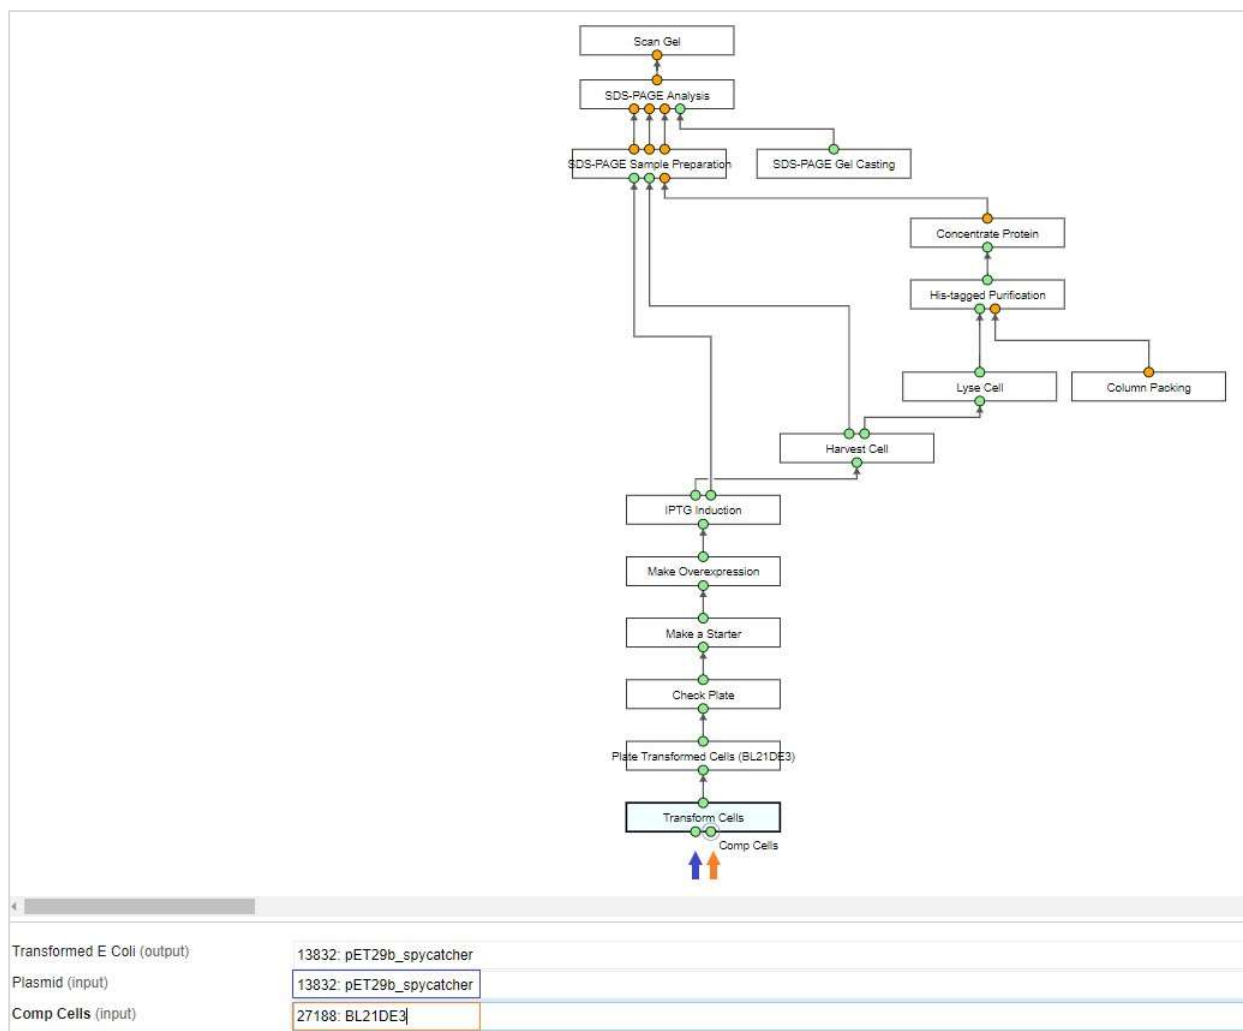 Scan Gel
SDS-PAGE Analysis
SDS-PAGE Sample Preparation
SDS-PAGE Gel Casting
Concentrate Protein
His-tagged Purification
Lyse Cell
Column Packing
Harvest Cell
IPTG Induction
Make Overexpression
Make a Starter
Check Plate
Plate Transformed Cells (BL21DE3)
Transform Cells
Comp Cells
Transformed E Coli (output) 13832: pET29b_spycatcher
Plasmid (input) 13832: pET29b_spycatcher
Comp Cells (input) 27188: BL21DE3